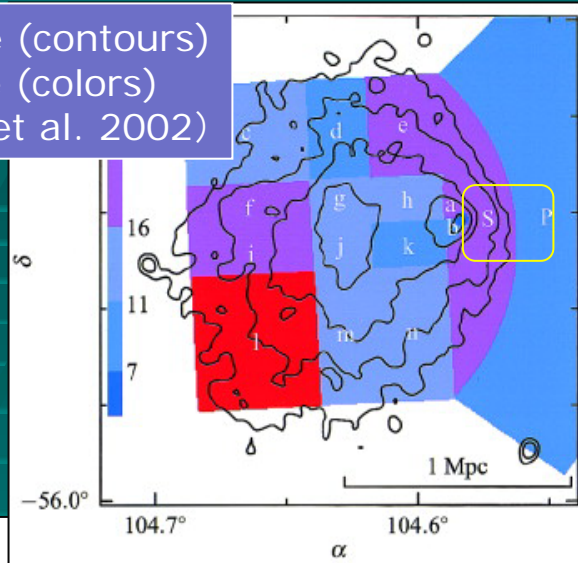 e (contours)
(colors)
et al. 2002)
c
d
e
f
g
h
a
b
S
P
i
j
k
l
m
n
16
11
7
δ
1 Mpc
−56.0°
104.7°
104.6°
α